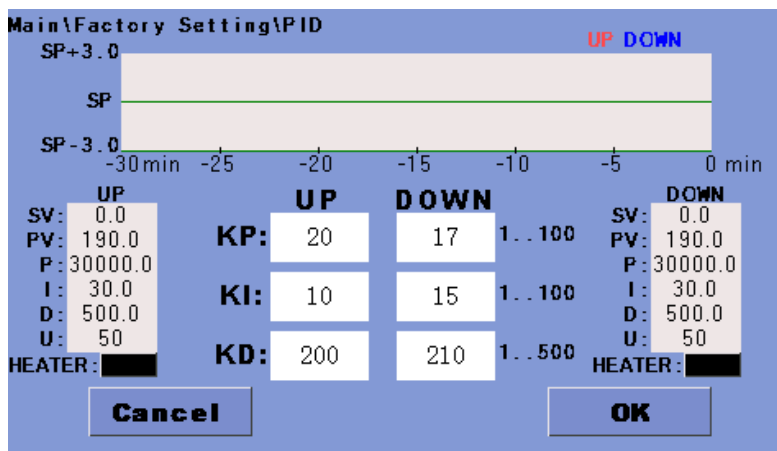 Main\Factory Setting\PID
UP DOWN
SP+3.0
SP
SP-3.0
-30min -25 -20 -15 -10 -5 0 min
UP
SV: 0.0
PV: 190.0
P: 30000.0
I: 30.0
D: 500.0
U: 50
HEATER:
UP DOWN
KP: 20 17 1..100
KI: 10 15 1..100
KD: 200 210 1..500
DOWN
SV: 0.0
PV: 190.0
P: 30000.0
I: 30.0
D: 500.0
U: 50
HEATER:
Cancel OK